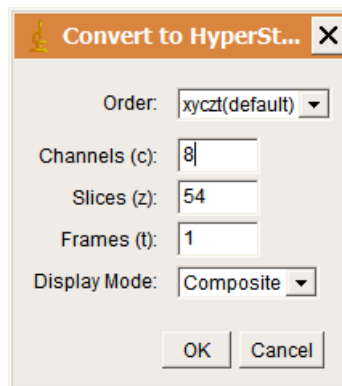 Convert to HyperSt...
Order: xyczt(default)
Channels (c): 8
Slices (z): 54
Frames (t): 1
Display Mode: Composite
OK Cancel